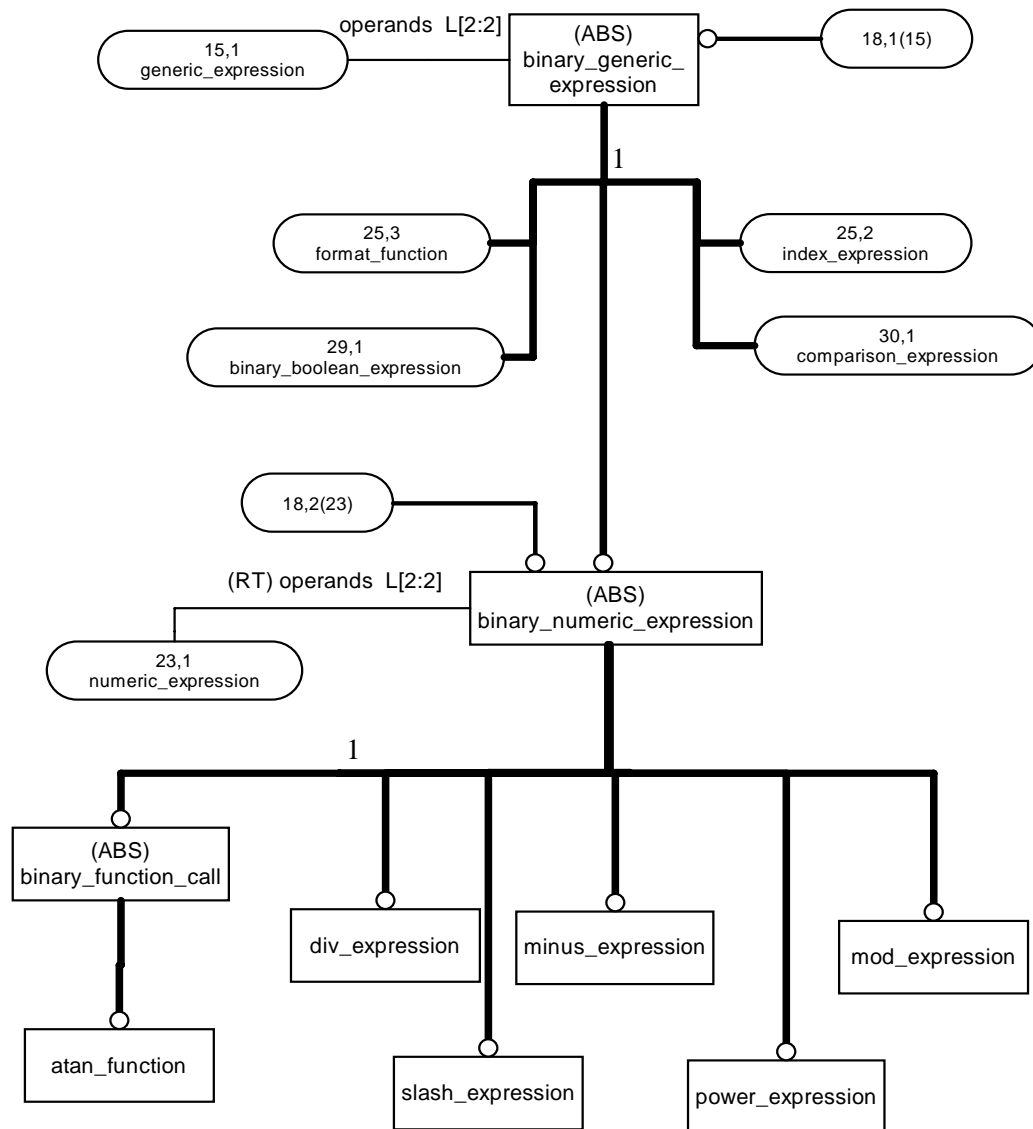 operands L[2:2]
15,1
generic_expression
(ABS)
binary_generic_
expression
18,1(15)
1
25,3
format_function
25,2
index_expression
29,1
binary_boolean_expression
30,1
comparison_expression
18,2(23)
(RT) operands L[2:2]
(ABS)
binary_numeric_expression
23,1
numeric_expression
1
(ABS)
binary_function_call
div_expression
minus_expression
mod_expression
atan_function
slash_expression
power_expression